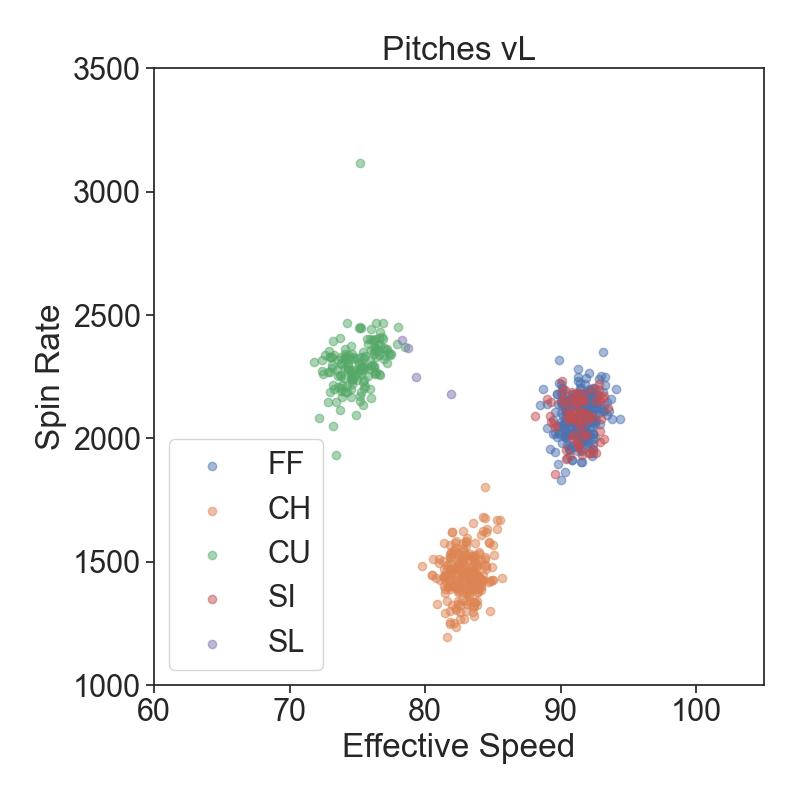 Pitches vL
3500
3000
2500
2000
1500
1000
Spin Rate
FF
CH
CU
SI
SL
60 70 80 90 100
Effective Speed